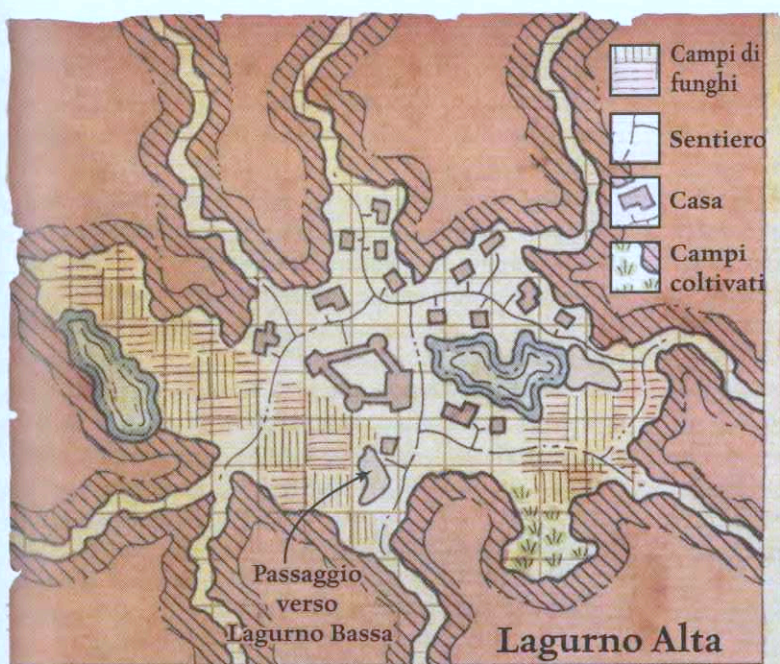 Campi di
funghi
Sentiero
Casa
Campi
coltivati
Passaggio
verso
Lagurno Bassa
Lagurno Alta